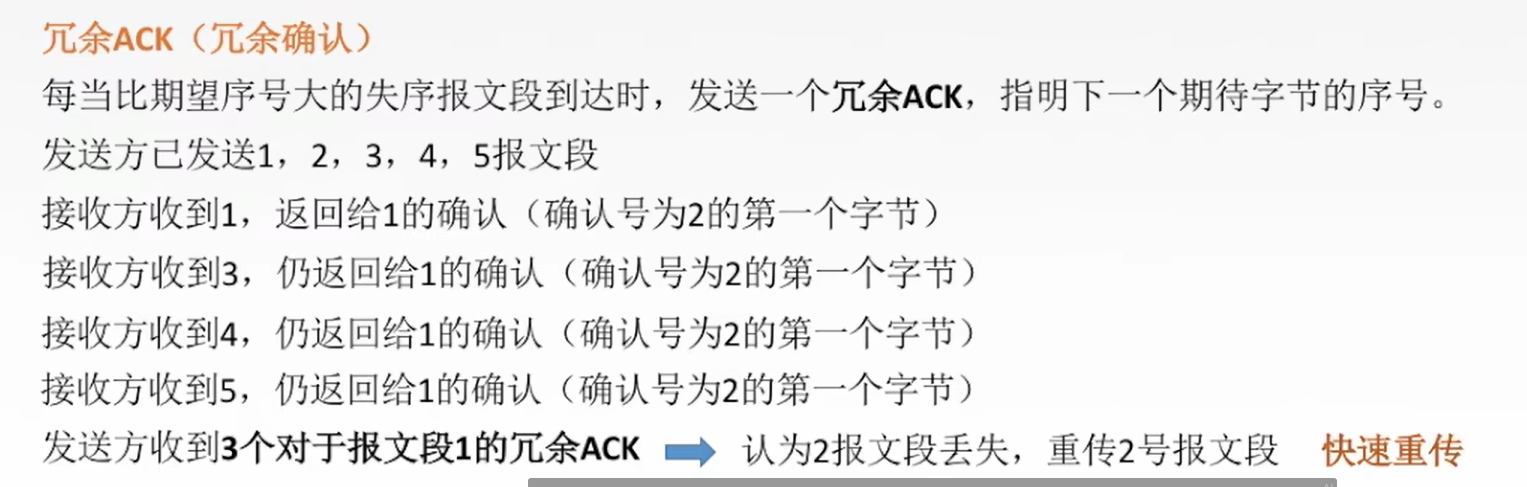 冗余ACK（冗余确认）
每当比期望序号大的失序报文段到达时，发送一个冗余ACK，指明下一个期待字节的序号。
发送方已发送1，2，3，4，5报文段
接收方收到1，返回给1的确认（确认号为2的第一个字节）
接收方收到3，仍返回给1的确认（确认号为2的第一个字节）
接收方收到4，仍返回给1的确认（确认号为2的第一个字节）
接收方收到5，仍返回给1的确认（确认号为2的第一个字节）
发送方收到3个对于报文段1的冗余ACK 认为2报文段丢失，重传2号报文段 快速重传